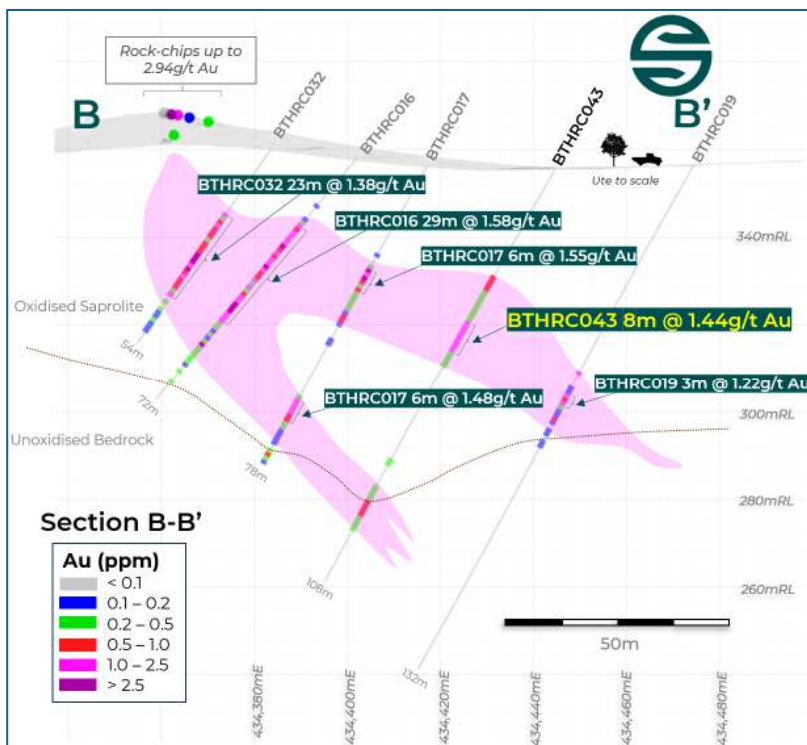 Rock-chips up to
2.94g/t Au
B
B'
BTHRC032
BTHRC016
BTHRC017
BTHRC043
BTHRC019
Ute to scale
BTHRC032 23m @ 1.38g/t Au
BTHRC016 29m @ 1.58g/t Au
BTHRC017 6m @ 1.55g/t Au
BTHRC043 8m @ 1.44g/t Au
BTHRC019 3m @ 1.22g/t Au
BTHRC017 6m @ 1.48g/t Au
340mRL
300mRL
280mRL
260mRL
Oxidised Saprolite
Unoxidised Bedrock
54m
72m
78m
108m
132m
Section B-B'
Au (ppm)
< 0.1
0.1 – 0.2
0.2 – 0.5
0.5 – 1.0
1.0 – 2.5
> 2.5
50m
434,380mE
434,400mE
434,420mE
434,440mE
434,460mE
434,480mE